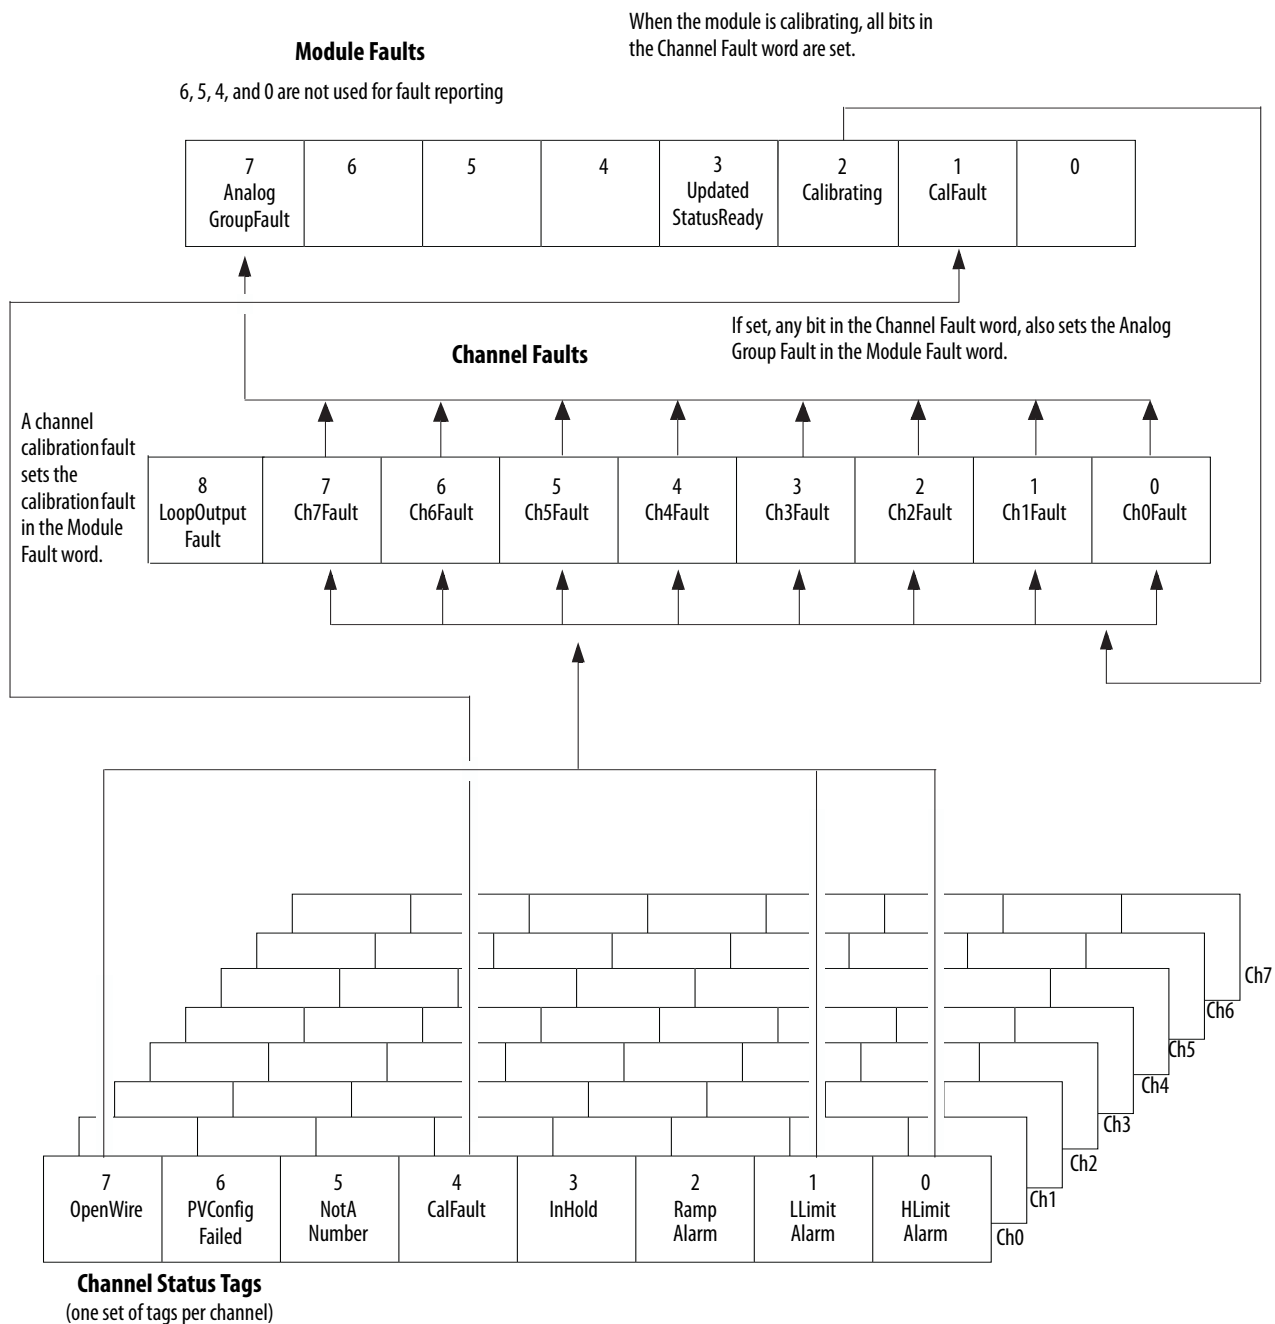 When the module is calibrating, all bits in
the Channel Fault word are set.
Module Faults
6, 5, 4, and 0 are not used for fault reporting
7
Analog
GroupFault
6
5
4
3
Updated
StatusReady
2
Calibrating
1
CalFault
0
If set, any bit in the Channel Fault word, also sets the Analog
Group Fault in the Module Fault word.
Channel Faults
A channel
calibration fault
sets the
calibration fault
in the Module
Fault word.
8
LoopOutput
Fault
7
Ch7Fault
6
Ch6Fault
5
Ch5Fault
4
Ch4Fault
3
Ch3Fault
2
Ch2Fault
1
Ch1Fault
0
Ch0Fault
Ch7
Ch6
Ch5
Ch4
Ch3
Ch2
Ch1
Ch0
7
OpenWire
6
PVConfig
Failed
5
NotA
Number
4
CalFault
3
InHold
2
Ramp
Alarm
1
LLimit
Alarm
0
HLimit
Alarm
Channel Status Tags
(one set of tags per channel)